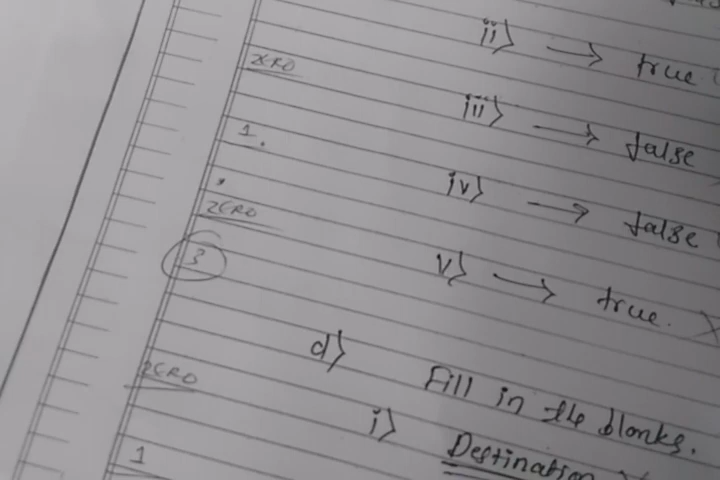 ii) → true
ZERO
iii) → false
1.
iv) → false
ZERO
v) → true.
3
d) Fill in the blanks.
ZERO
i) Destination
1